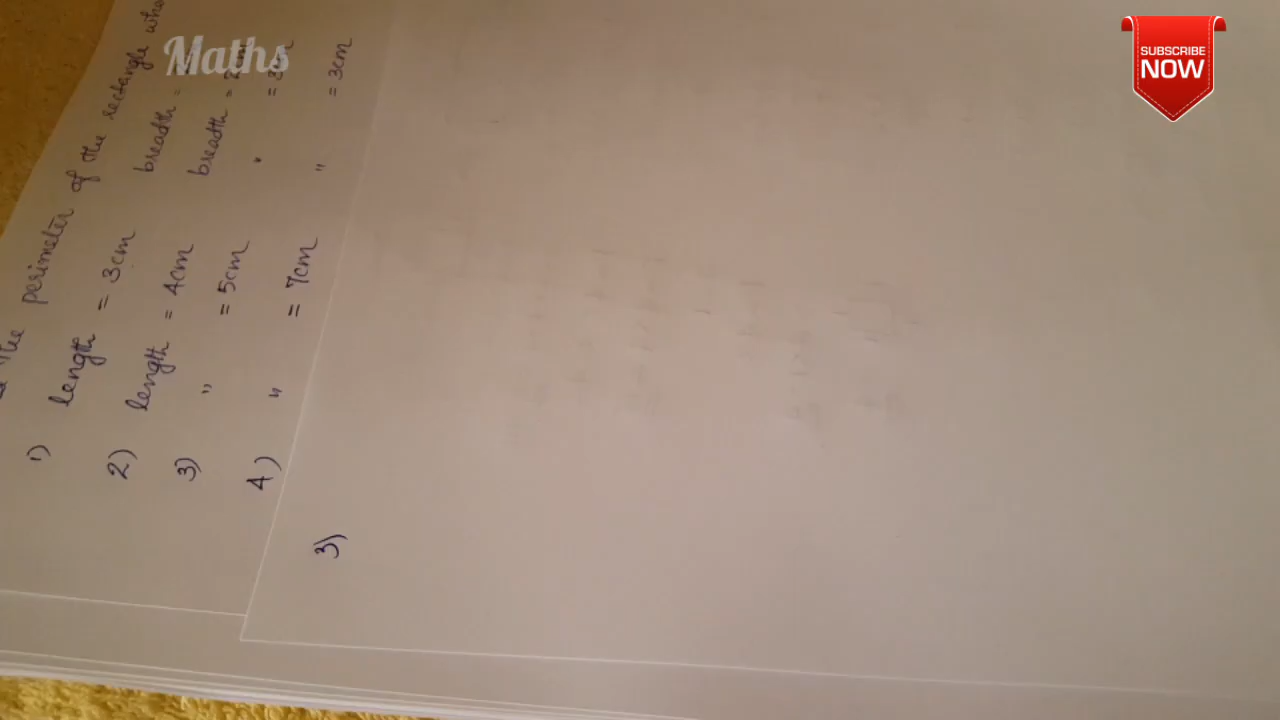 The perimeter of the rectangle
1) length = 3cm breadth =
2) length = 4cm breadth = 2cm
3) " = 5cm " = 3cm
4) " = 7cm " = 3cm
3)
Maths
SUBSCRIBE
NOW